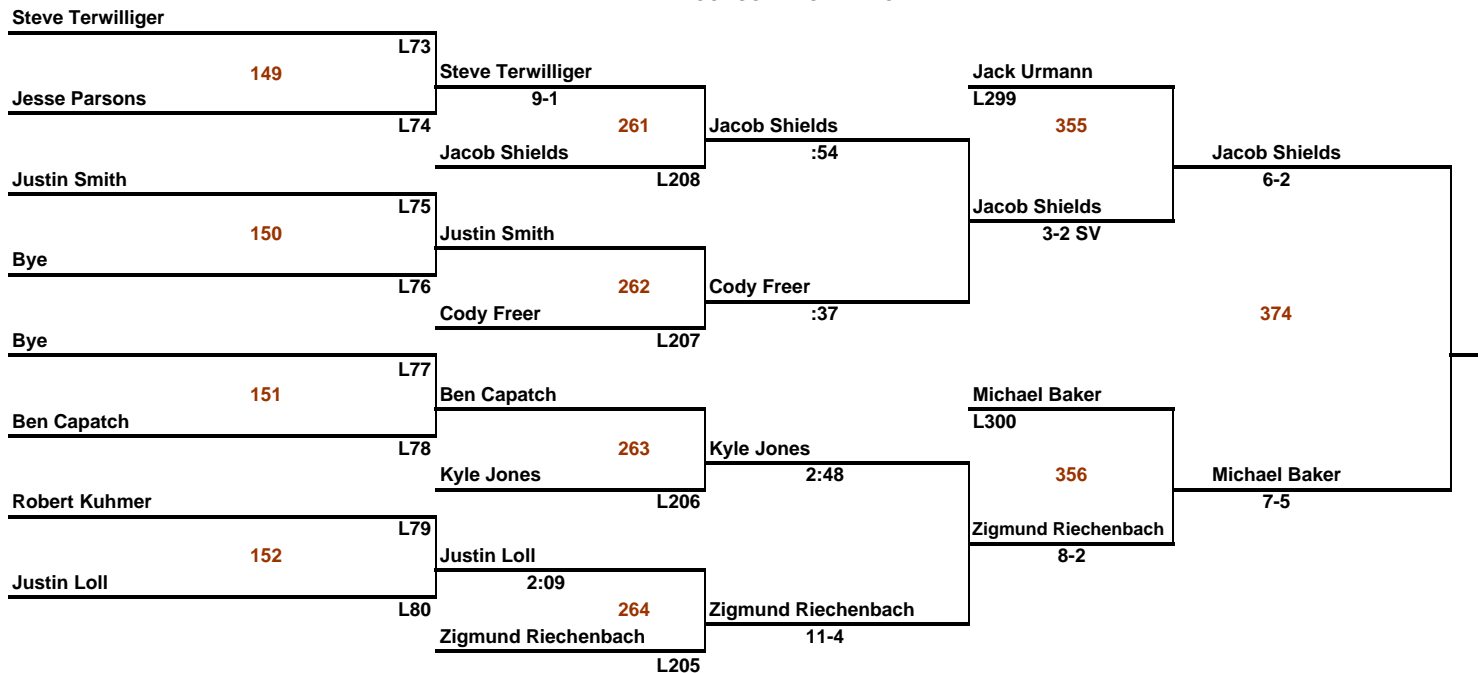 Steve Terwilliger
L73
149
Steve Terwilliger
Jack Urmann
Jesse Parsons
9-1
L299
L74
261
Jacob Shields
355
Jacob Shields
:54
Jacob Shields
Justin Smith
L208
6-2
L75
Jacob Shields
150
Justin Smith
3-2 SV
Bye
L76
262
Cody Freer
Cody Freer
:37
374
Bye
L207
L77
151
Ben Capatch
Michael Baker
Ben Capatch
L300
L78
263
Kyle Jones
Kyle Jones
2:48
356
Michael Baker
Robert Kuhmer
L206
7-5
L79
Zigmund Riechenbach
152
Justin Loll
8-2
Justin Loll
2:09
L80
264
Zigmund Riechenbach
Zigmund Riechenbach
11-4
L205